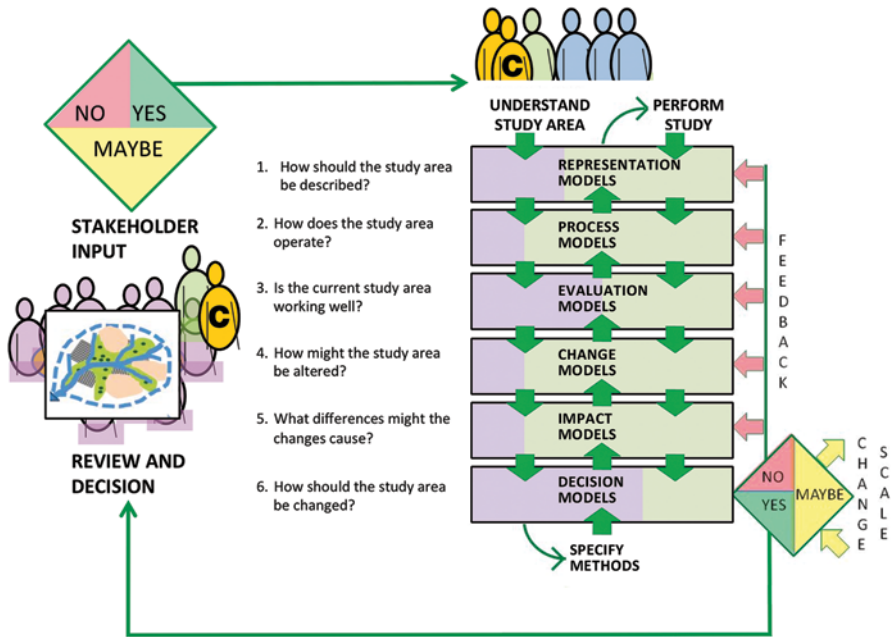 NO YES
MAYBE
STAKEHOLDER
INPUT
C
REVIEW AND
DECISION
C
UNDERSTAND
STUDY AREA
PERFORM
STUDY
1. How should the study area
be described?
2. How does the study area
operate?
3. Is the current study area
working well?
4. How might the study area
be altered?
5. What differences might the
changes cause?
6. How should the study area
be changed?
REPRESENTATION
MODELS
PROCESS
MODELS
EVALUATION
MODELS
CHANGE
MODELS
IMPACT
MODELS
DECISION
MODELS
SPECIFY
METHODS
FEEDBACK
NO
YES
MAYBE
CHANGE
SCALE